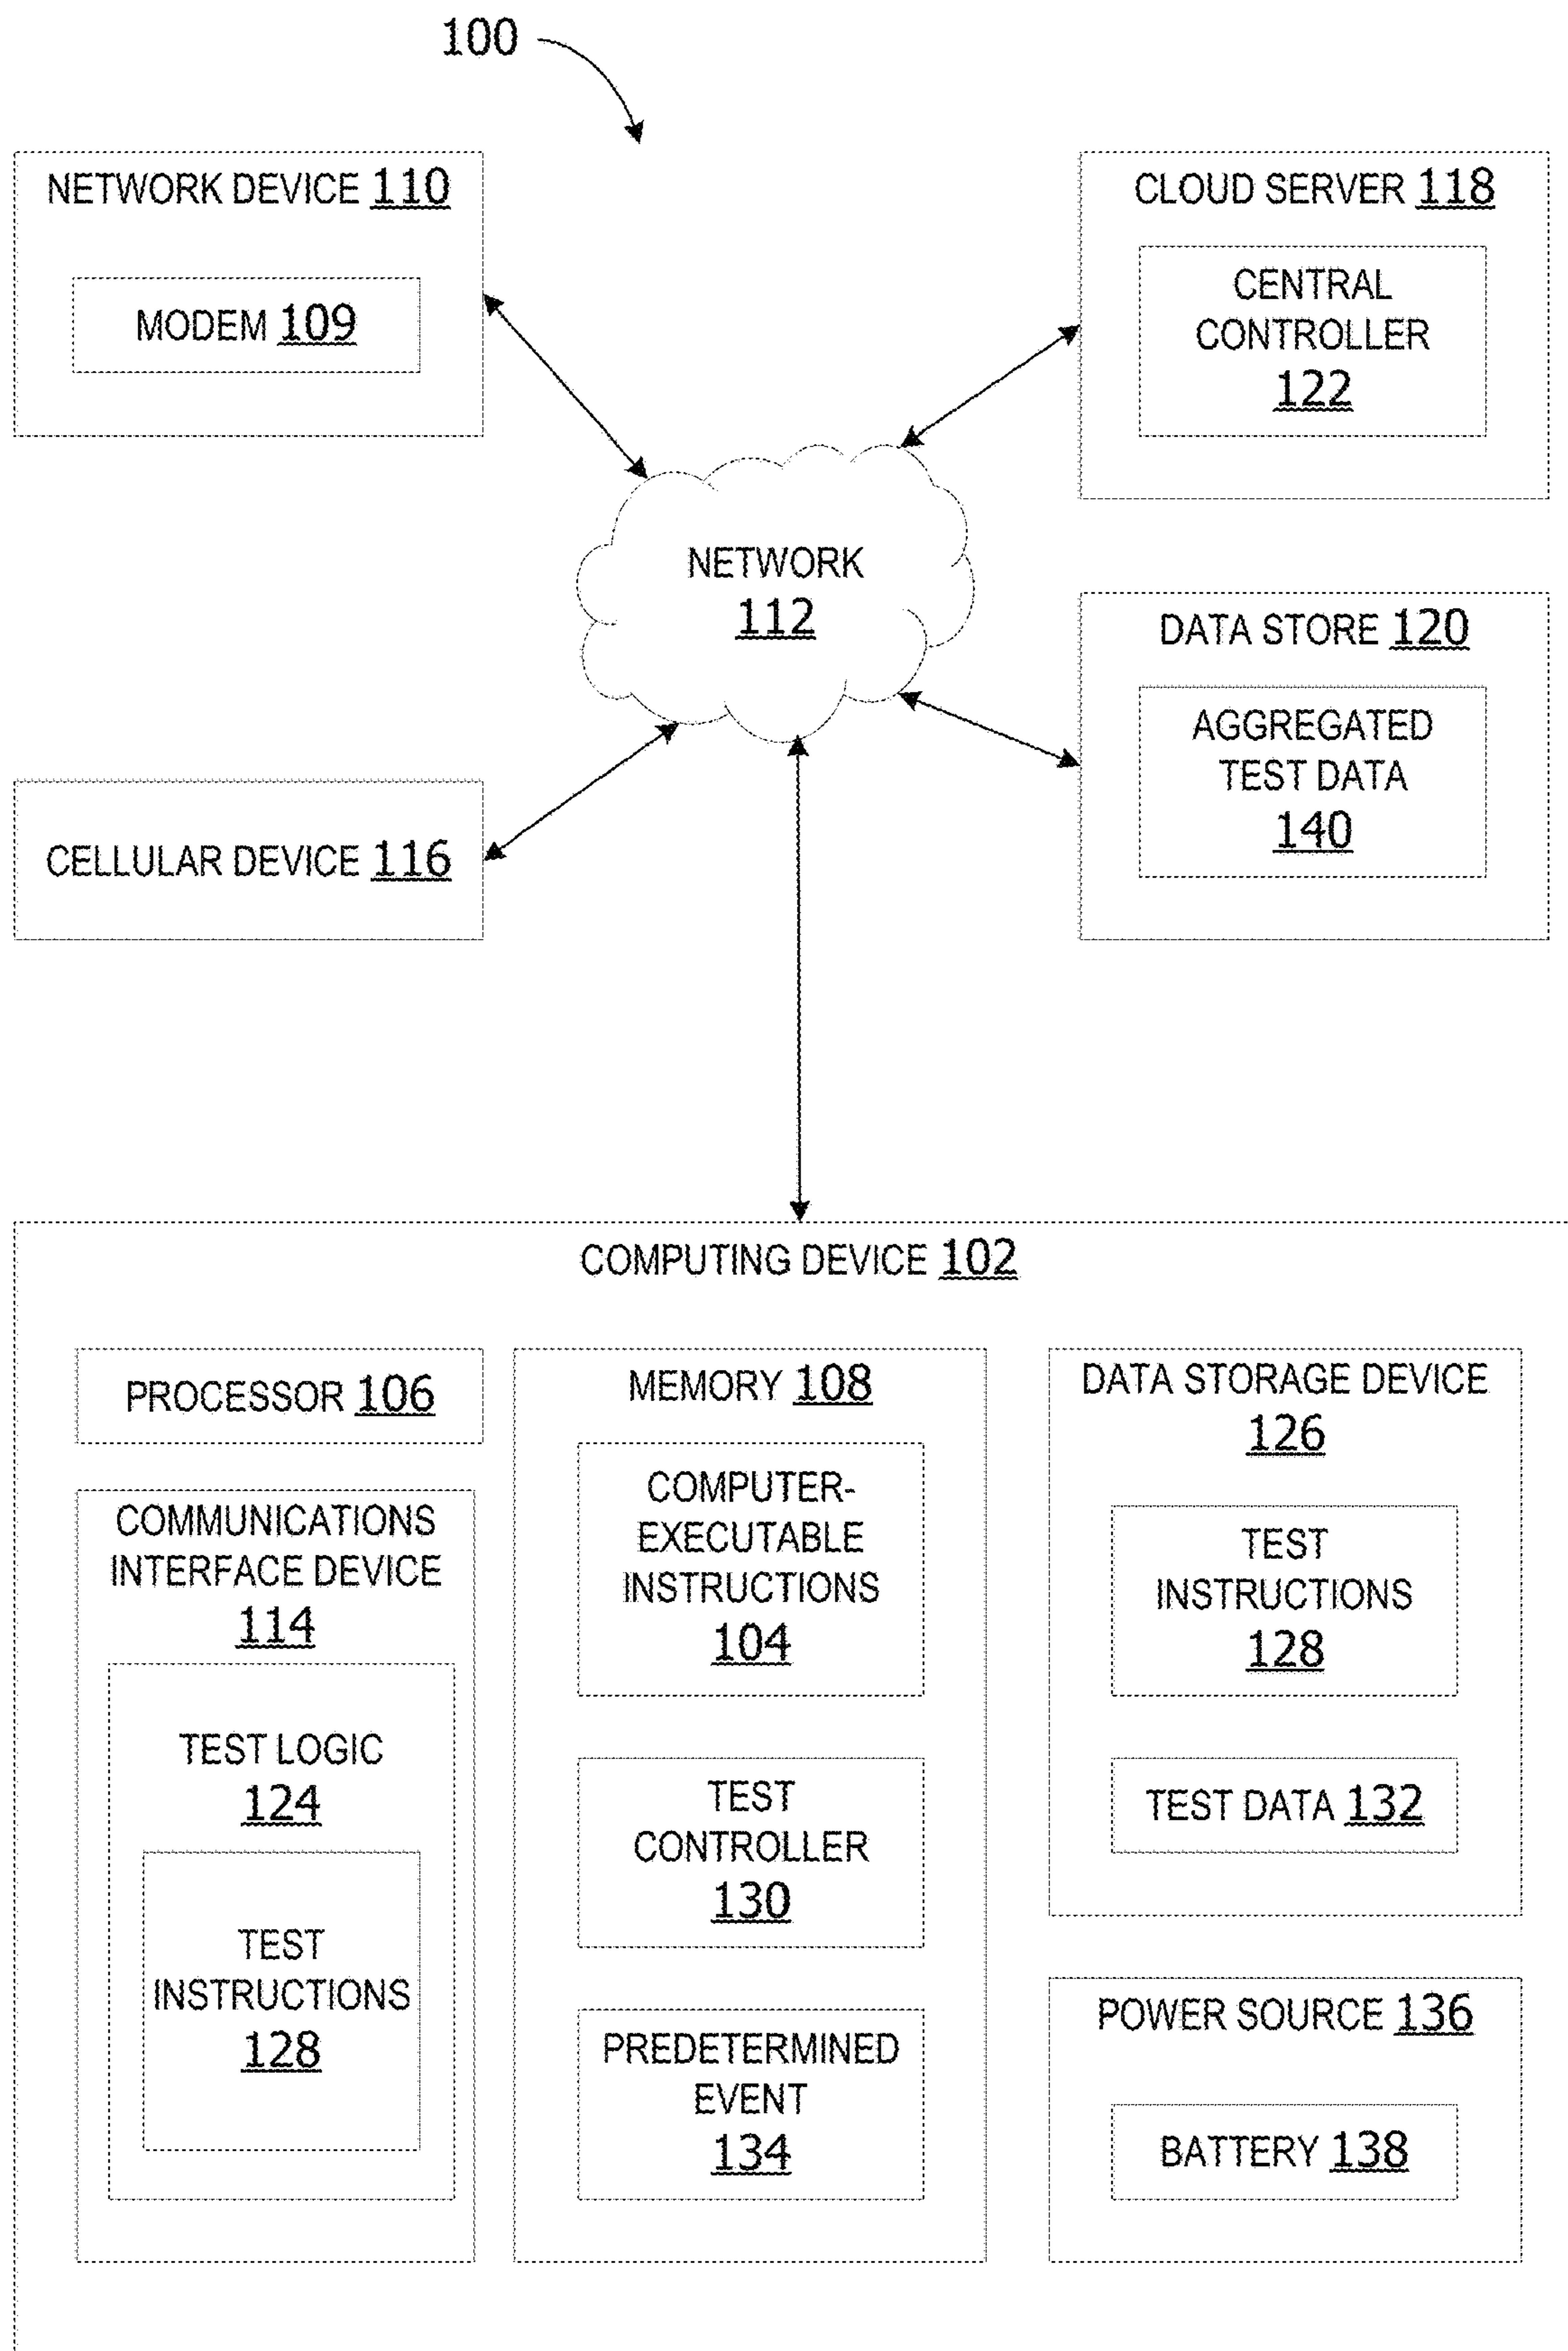 100
NETWORK DEVICE 110
MODEM 109
CLOUD SERVER 118
CENTRAL
CONTROLLER
122
NETWORK
112
DATA STORE 120
AGGREGATED
TEST DATA
140
CELLULAR DEVICE 116
COMPUTING DEVICE 102
PROCESSOR 106
COMMUNICATIONS
INTERFACE DEVICE
114
TEST LOGIC
124
TEST
INSTRUCTIONS
128
MEMORY 108
COMPUTER-
EXECUTABLE
INSTRUCTIONS
104
TEST
CONTROLLER
130
PREDETERMINED
EVENT
134
DATA STORAGE DEVICE
126
TEST
INSTRUCTIONS
128
TEST DATA 132
POWER SOURCE 136
BATTERY 138